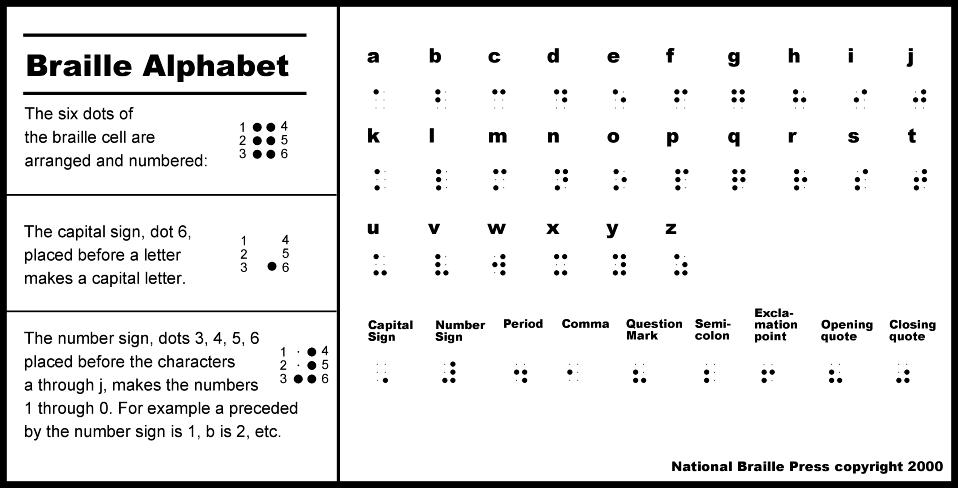 Braille Alphabet
The six dots of
the braille cell are
arranged and numbered:
1 4
2 5
3 6
The capital sign, dot 6,
placed before a letter
makes a capital letter.
1 4
2 5
3 6
The number sign, dots 3, 4, 5, 6
placed before the characters
a through j, makes the numbers
1 through 0. For example a preceded
by the number sign is 1, b is 2, etc.
1 4
2 5
3 6
a b c d e f g h i j
⠁ ⠃ ⠉ ⠙ ⠑ ⠋ ⠛ ⠓ ⠊ ⠚
k l m n o p q r s t
⠅ ⠇ ⠍ ⠝ ⠕ ⠏ ⠟ ⠗ ⠎ ⠞
u v w x y z
⠥ ⠧ ⠺ ⠭ ⠽ ⠵
Capital Sign
Number Sign
Period
Comma
Question Mark
Semi-colon
Excla-mation point
Opening quote
Closing quote
⠠ ⠼ ⠲ ⠂ ⠦ ⠆ ⠖ ⠦ ⠴
National Braille Press copyright 2000